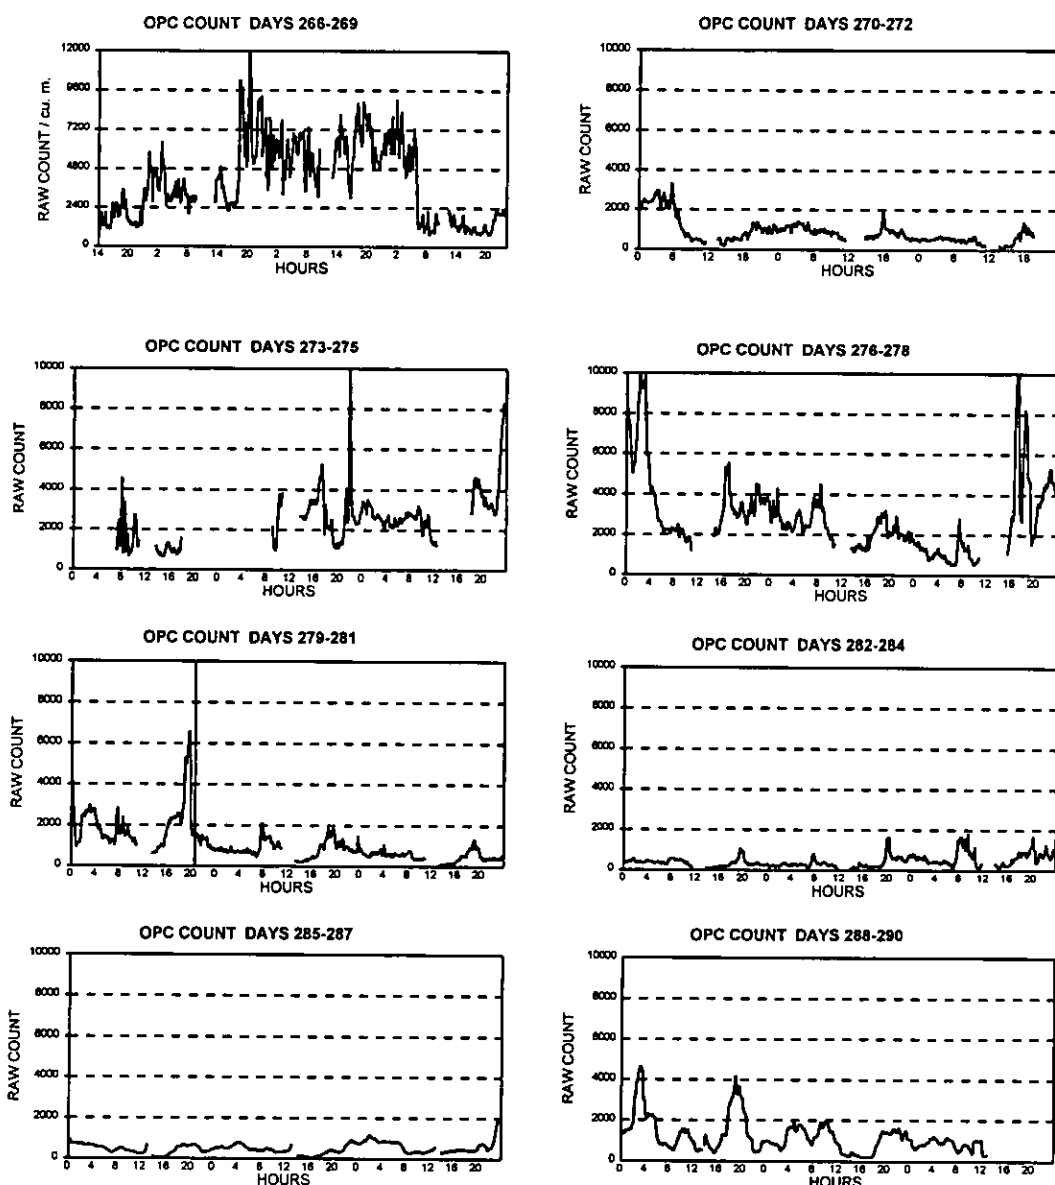 OPC COUNT DAYS 266-269
RAW COUNT / cu. m.
12000
9600
7200
4800
2400
0
14 20 2 8 14 20 2 8 14 20 2 8 14 20
HOURS
OPC COUNT DAYS 270-272
RAW COUNT
10000
8000
6000
4000
2000
0
0 6 12 18 0 6 12 18 0 6 12 18
HOURS
OPC COUNT DAYS 273-275
RAW COUNT
10000
8000
6000
4000
2000
0
0 4 8 12 16 20 0 4 8 12 16 20 0 4 8 12 16 20
HOURS
OPC COUNT DAYS 276-278
RAW COUNT
10000
8000
6000
4000
2000
0
0 4 8 12 16 20 0 4 8 12 16 20 0 4 8 12 16 20
HOURS
OPC COUNT DAYS 279-281
RAW COUNT
10000
8000
6000
4000
2000
0
0 4 8 12 16 20 0 4 8 12 16 20 0 4 8 12 16 20
HOURS
OPC COUNT DAYS 282-284
RAW COUNT
10000
8000
6000
4000
2000
0
0 4 8 12 16 20 0 4 8 12 16 20 0 4 8 12 16 20
HOURS
OPC COUNT DAYS 285-287
RAW COUNT
10000
8000
6000
4000
2000
0
0 4 8 12 16 20 0 4 8 12 16 20 0 4 8 12 16 20
HOURS
OPC COUNT DAYS 288-290
RAW COUNT
10000
8000
6000
4000
2000
0
0 4 8 12 16 20 0 4 8 12 16 20 0 4 8 12 16 20
HOURS